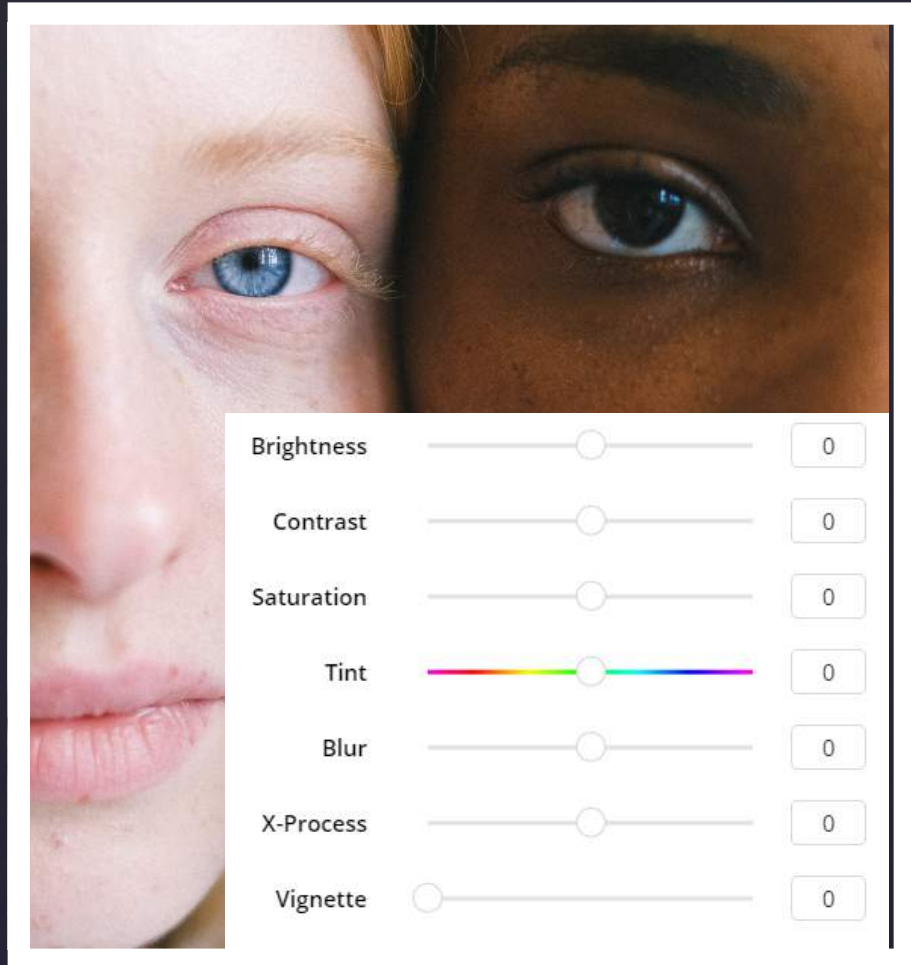 Brightness 0
Contrast 0
Saturation 0
Tint 0
Blur 0
X-Process 0
Vignette 0